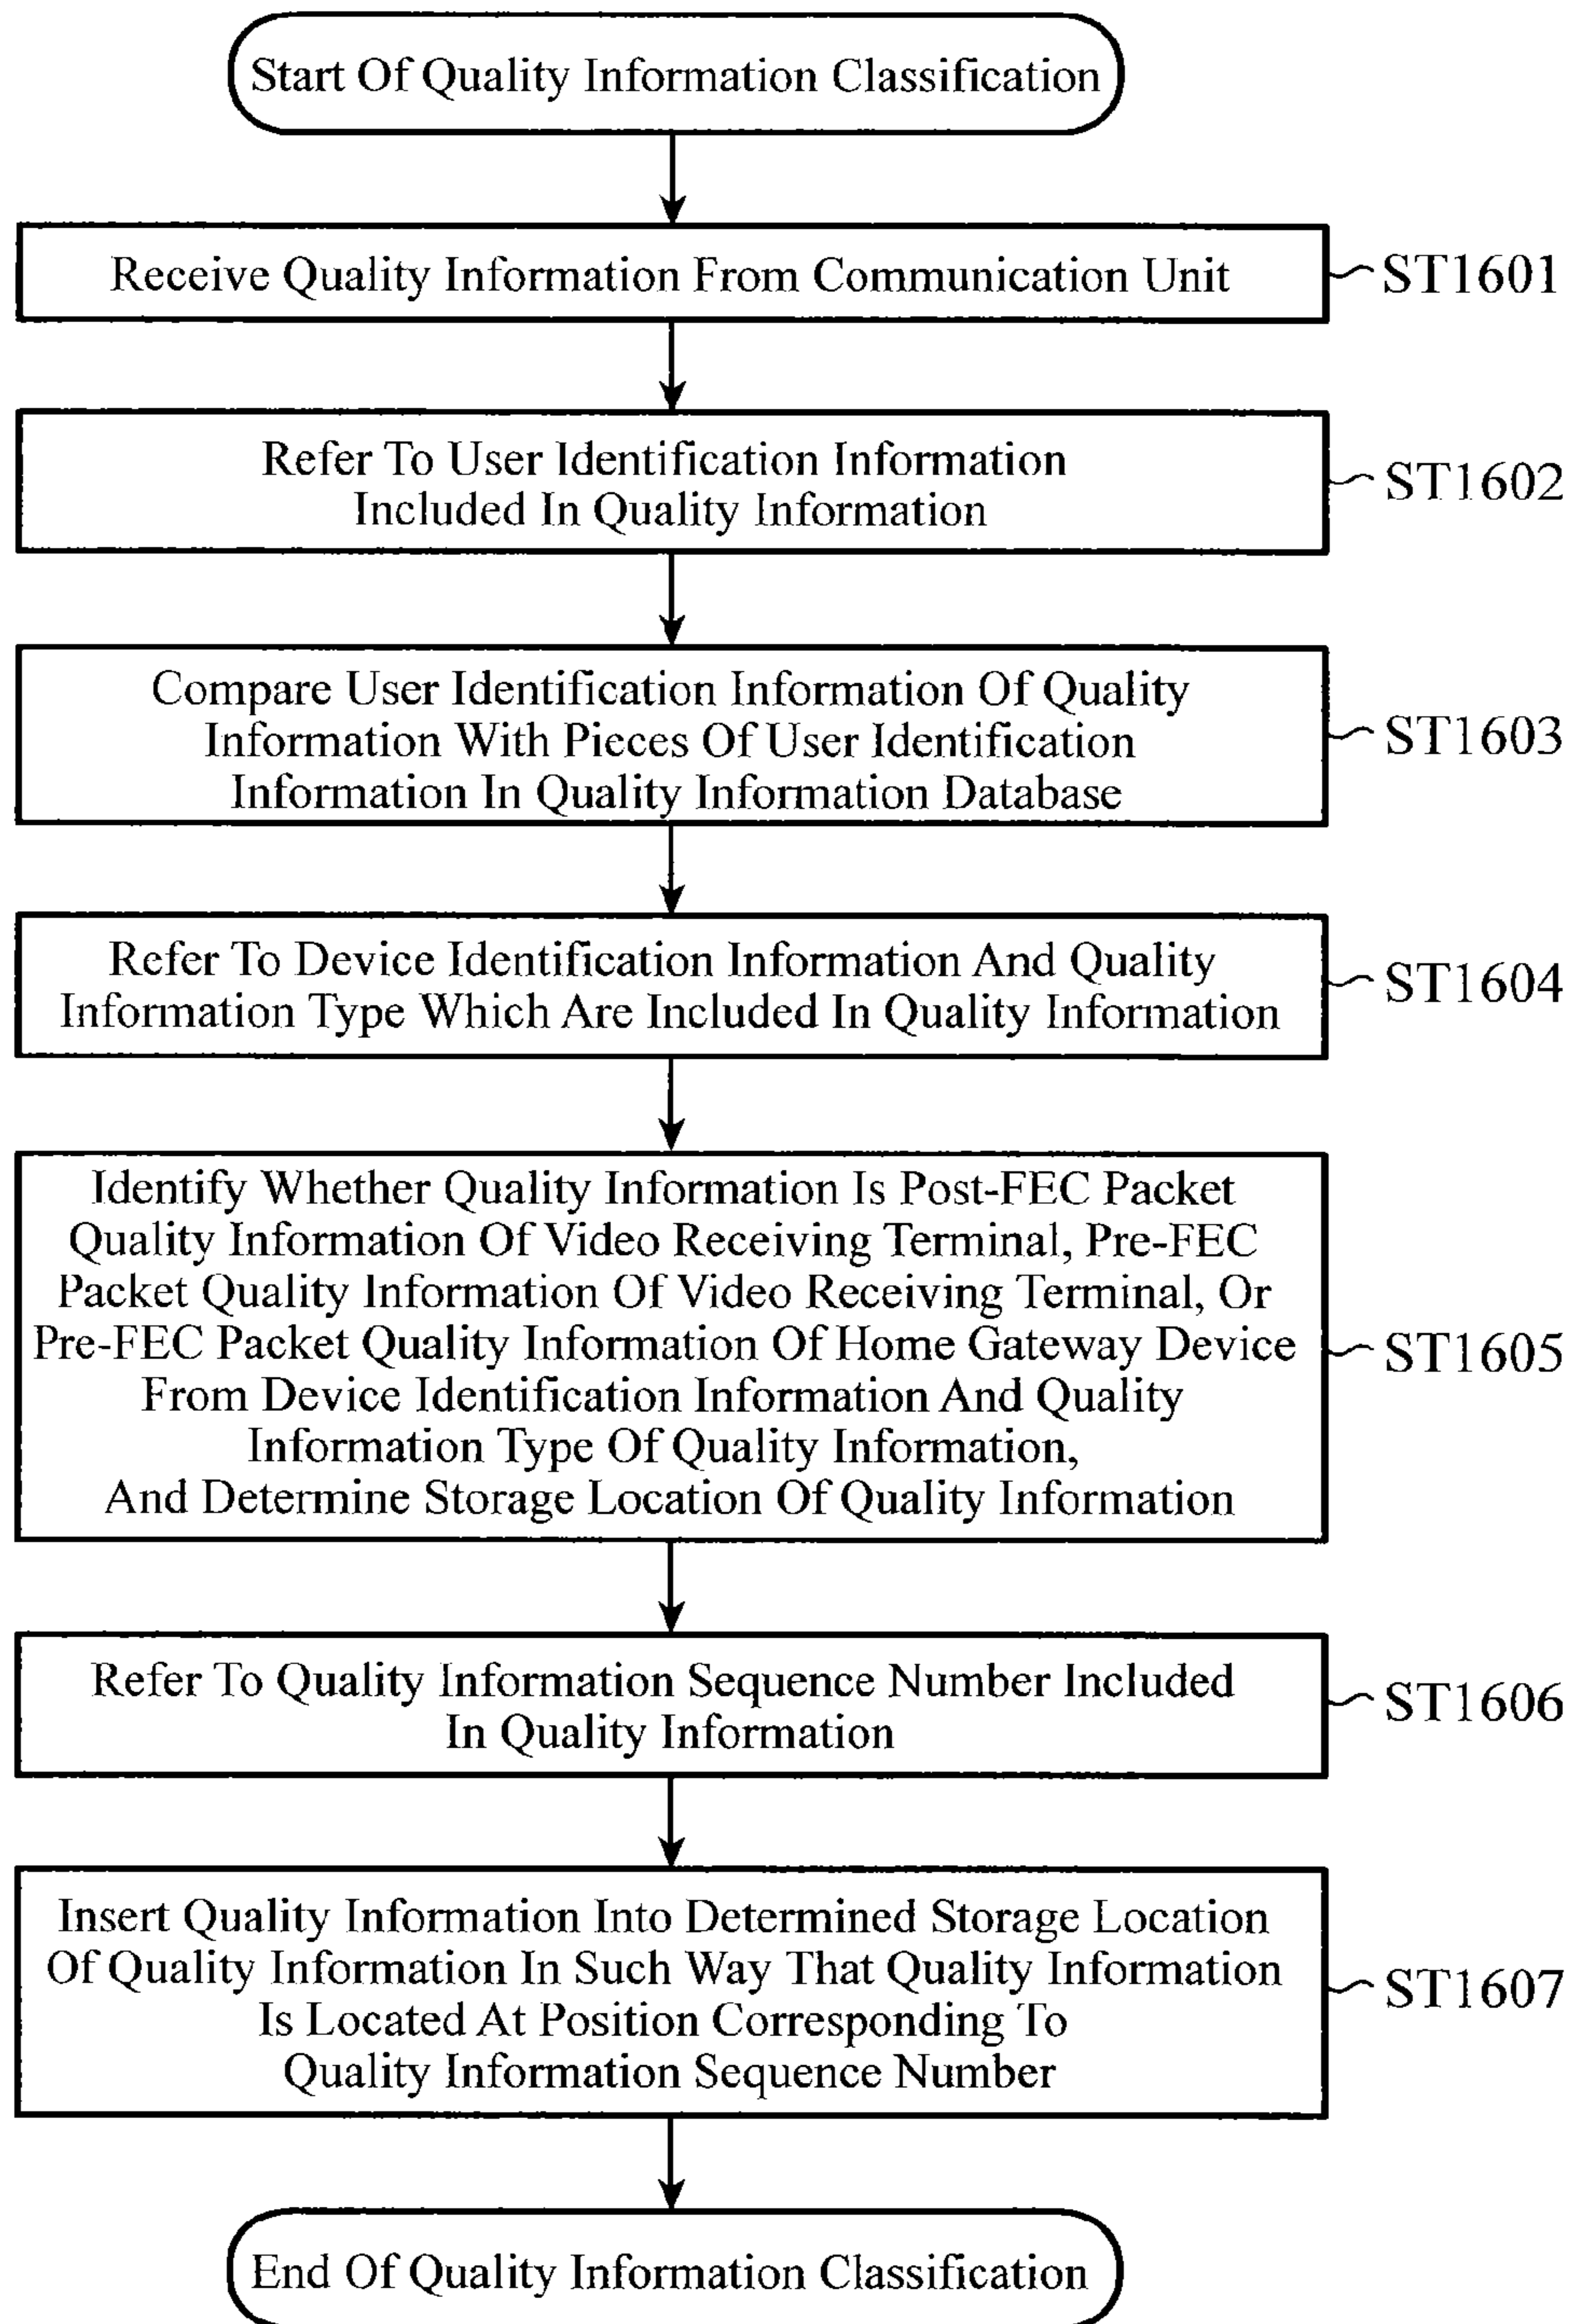 Start Of Quality Information Classification
Receive Quality Information From Communication Unit
ST1601
Refer To User Identification Information
Included In Quality Information
ST1602
Compare User Identification Information Of Quality
Information With Pieces Of User Identification
Information In Quality Information Database
ST1603
Refer To Device Identification Information And Quality
Information Type Which Are Included In Quality Information
ST1604
Identify Whether Quality Information Is Post-FEC Packet
Quality Information Of Video Receiving Terminal, Pre-FEC
Packet Quality Information Of Video Receiving Terminal, Or
Pre-FEC Packet Quality Information Of Home Gateway Device
From Device Identification Information And Quality
Information Type Of Quality Information,
And Determine Storage Location Of Quality Information
ST1605
Refer To Quality Information Sequence Number Included
In Quality Information
ST1606
Insert Quality Information Into Determined Storage Location
Of Quality Information In Such Way That Quality Information
Is Located At Position Corresponding To
Quality Information Sequence Number
ST1607
End Of Quality Information Classification